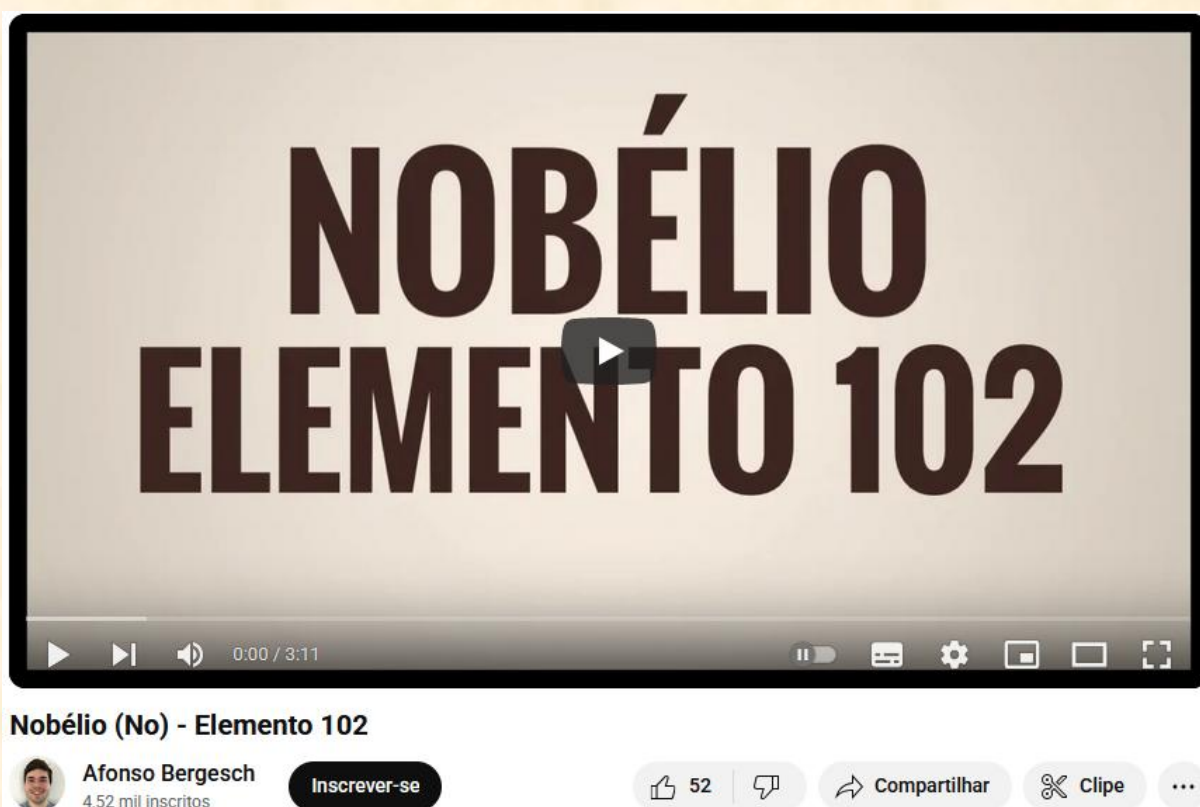 NOBÉLIO
ELEMENTO 102
0:00 / 3:11
Nobélio (No) - Elemento 102
Afonso Bergesch
4,52 mil inscritos
Inscrever-se
52
Compartilhar
Clipe
...